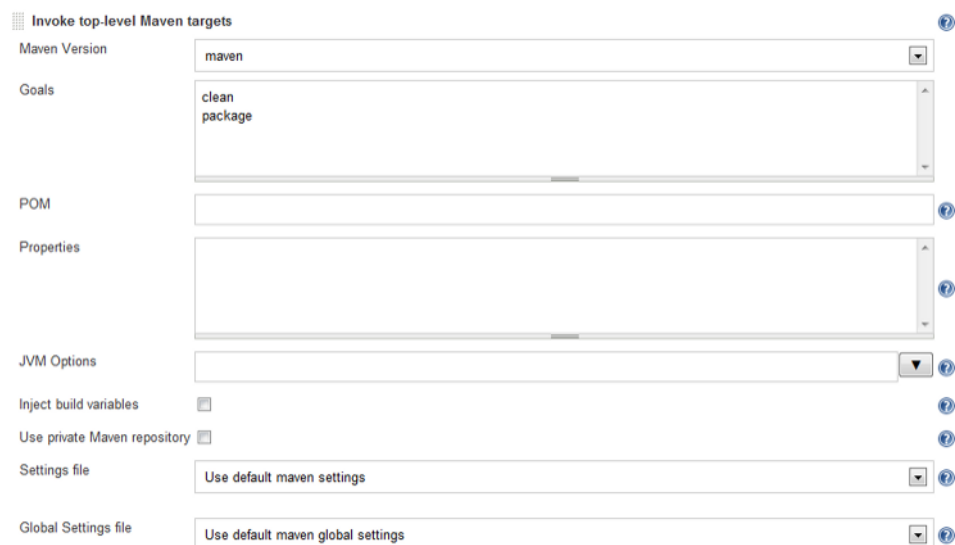 Invoke top-level Maven targets
Maven Version
maven
Goals
clean
package
POM
Properties
JVM Options
Inject build variables
Use private Maven repository
Settings file
Use default maven settings
Global Settings file
Use default maven global settings